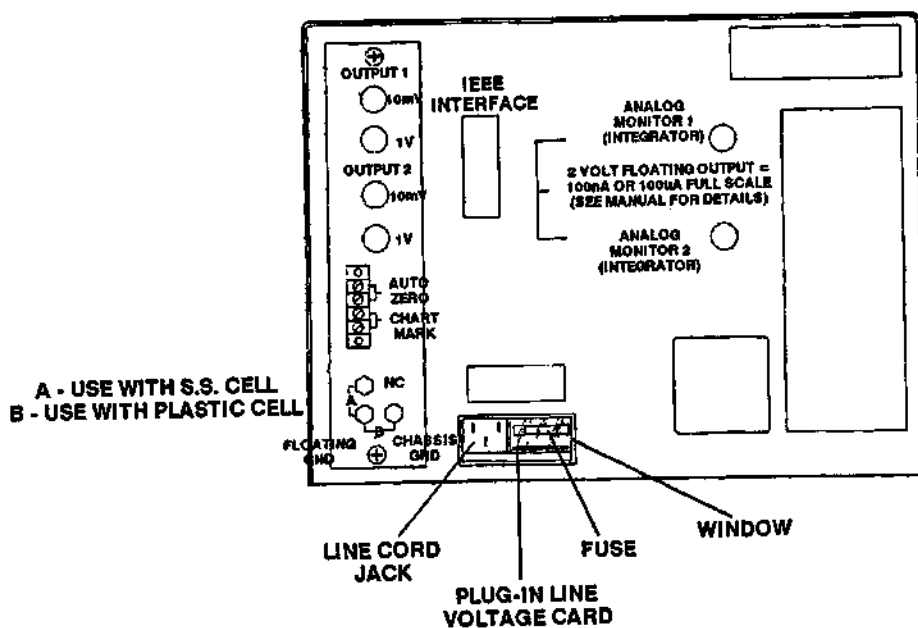 OUTPUT 1
10mV
1V
OUTPUT 2
10mV
1V
AUTO
ZERO
CHART
MARK
NC
A
B
FLOATING
GND
CHASSIS
GRD
IEEE
INTERFACE
ANALOG
MONITOR 1
(INTEGRATOR)
2 VOLT FLOATING OUTPUT =
100nA OR 100uA FULL SCALE
(SEE MANUAL FOR DETAILS)
ANALOG
MONITOR 2
(INTEGRATOR)
A - USE WITH S.S. CELL
B - USE WITH PLASTIC CELL
LINE CORD
JACK
PLUG-IN LINE
VOLTAGE CARD
FUSE
WINDOW